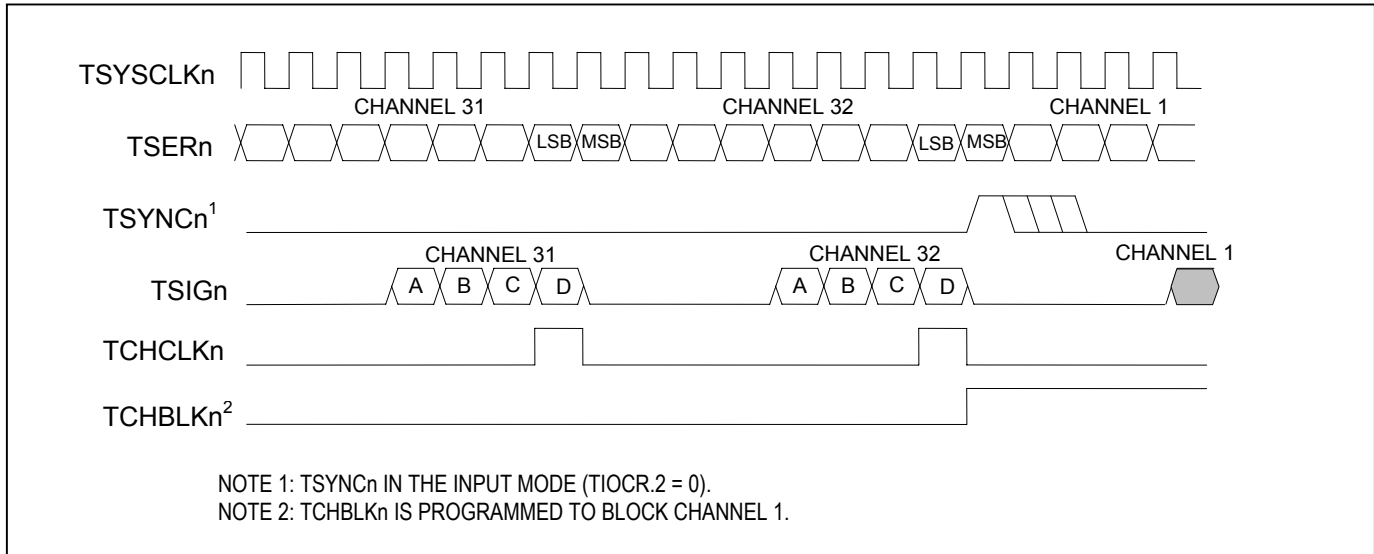 TSYSCLKn
CHANNEL 31 CHANNEL 32 CHANNEL 1
TSERn LSB MSB LSB MSB
TSYNCn1
CHANNEL 31 CHANNEL 32 CHANNEL 1
TSIGn A B C D A B C D
TCHCLKn
TCHBLKn2
NOTE 1: TSYNCn IN THE INPUT MODE (TIOCR.2 = 0).
NOTE 2: TCHBLKn IS PROGRAMMED TO BLOCK CHANNEL 1.